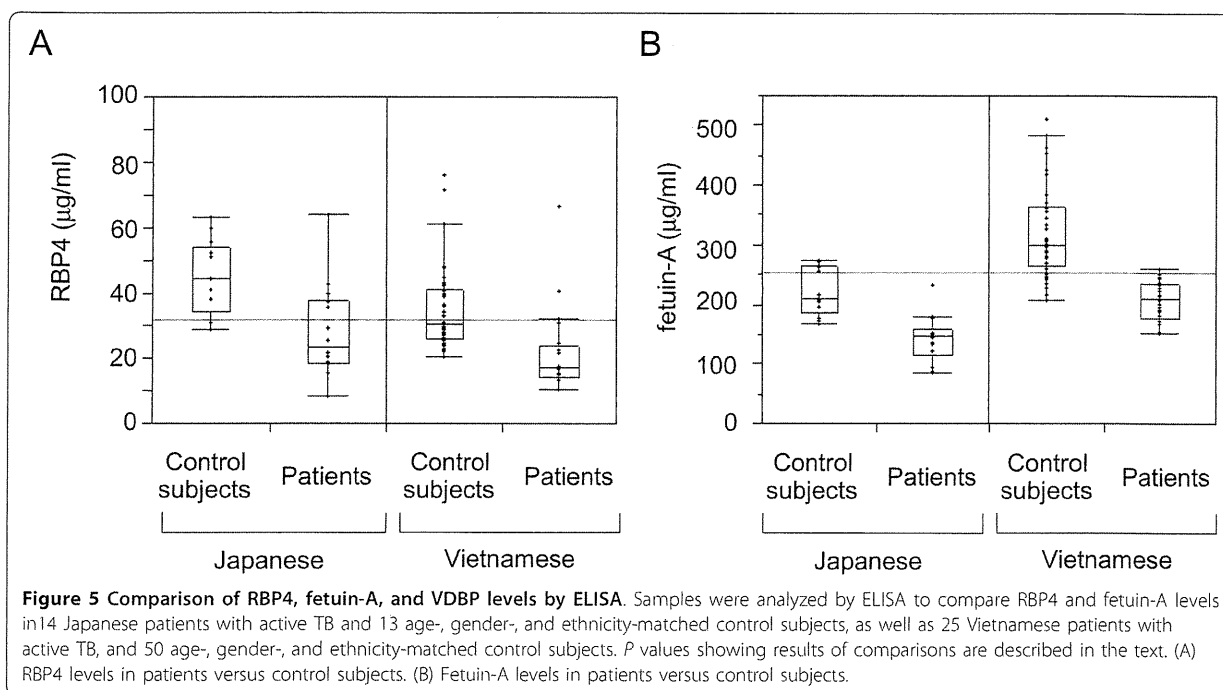 A
B
RBP4 (µg/ml)
100
80
60
40
20
0
fetuin-A (µg/ml)
500
400
300
200
100
0
Control subjects
Patients
Control subjects
Patients
Japanese
Vietnamese
Control subjects
Patients
Control subjects
Patients
Japanese
Vietnamese
Figure 5 Comparison of RBP4, fetuin-A, and VDBP levels by ELISA. Samples were analyzed by ELISA to compare RBP4 and fetuin-A levels
in14 Japanese patients with active TB and 13 age-, gender-, and ethnicity-matched control subjects, as well as 25 Vietnamese patients with
active TB, and 50 age-, gender-, and ethnicity-matched control subjects. P values showing results of comparisons are described in the text. (A)
RBP4 levels in patients versus control subjects. (B) Fetuin-A levels in patients versus control subjects.